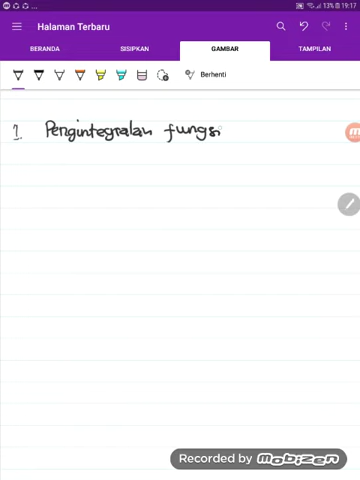 13% 19:17
Halaman Terbaru
BERANDA SISIPKAN GAMBAR TAMPILAN
Berhenti
1. Pengintegralan fungsi
Recorded by mobizen